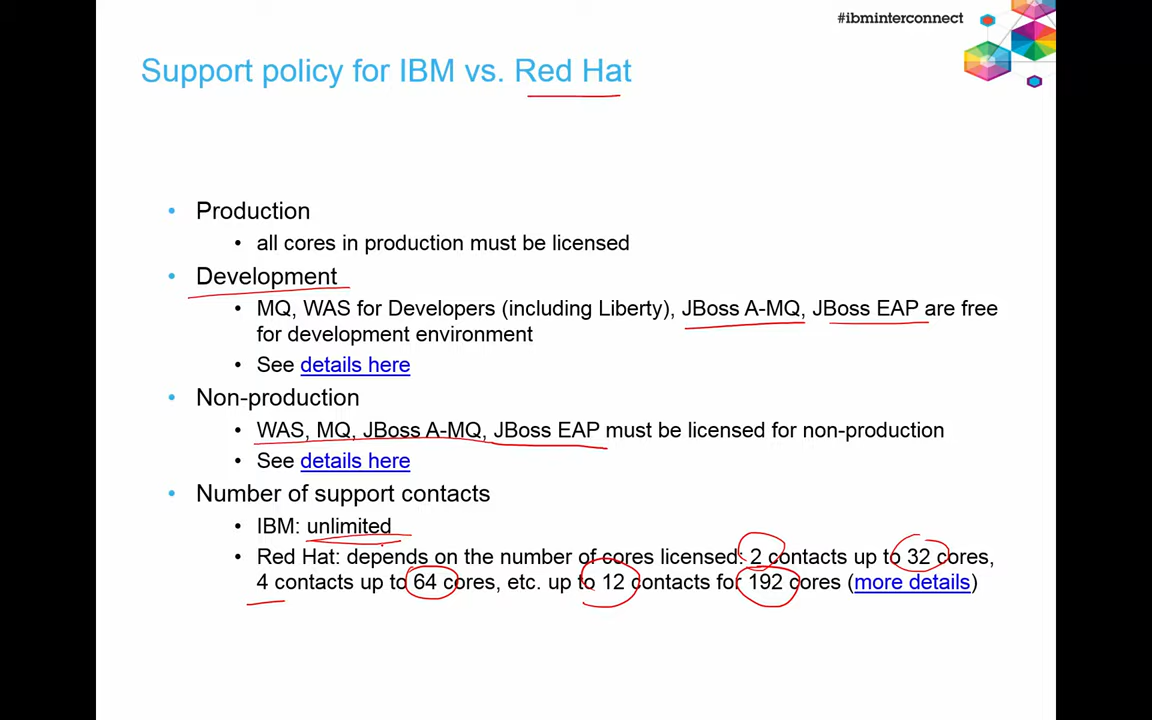 #ibminterconnect
Support policy for IBM vs. Red Hat
• Production
• all cores in production must be licensed
• Development
• MQ, WAS for Developers (including Liberty), JBoss A-MQ, JBoss EAP are free
for development environment
• See details here
• Non-production
• WAS, MQ, JBoss A-MQ, JBoss EAP must be licensed for non-production
• See details here
• Number of support contacts
• IBM: unlimited
• Red Hat: depends on the number of cores licensed: 2 contacts up to 32 cores,
4 contacts up to 64 cores, etc. up to 12 contacts for 192 cores (more details)